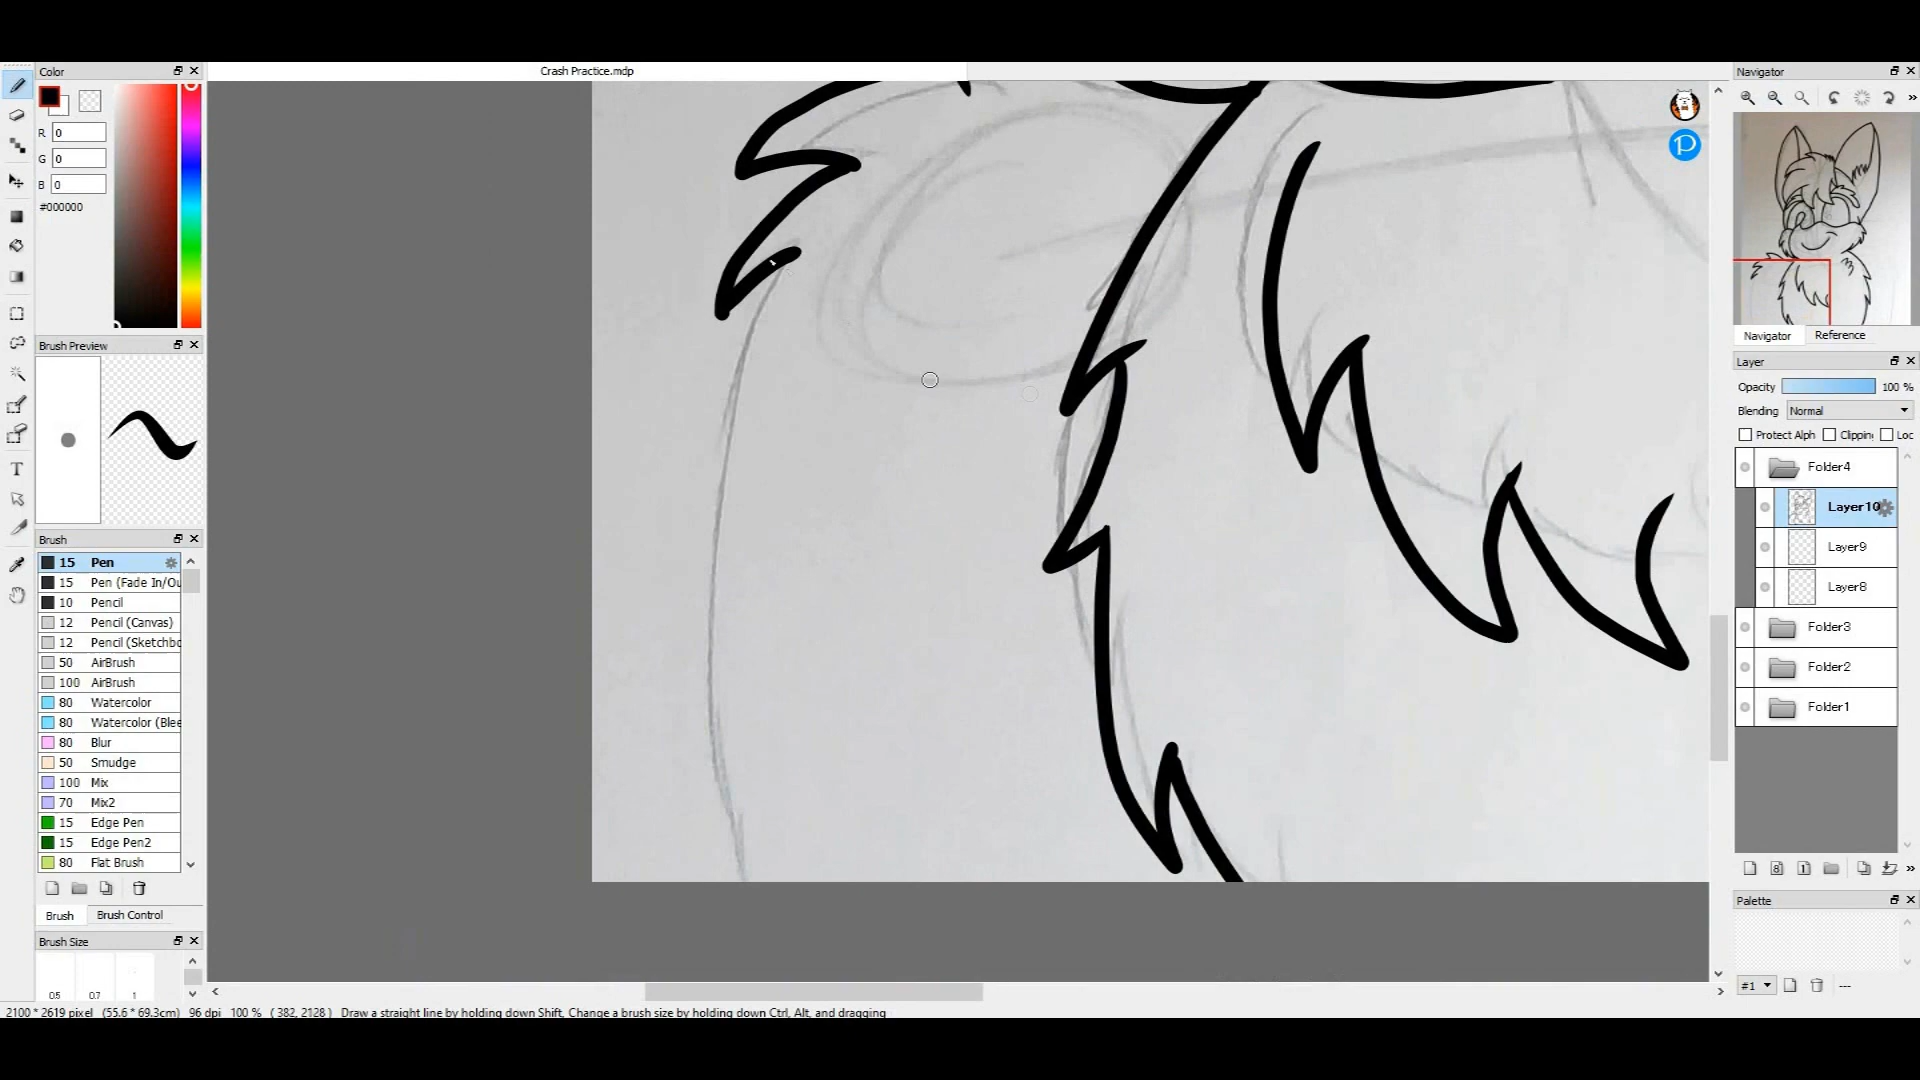 Color
Crash Practice.mdp
Navigator
R 0
G 0
B 0
#000000
Brush Preview
Navigator
Reference
Layer
Opacity 100 %
Blending Normal
Protect Alph Clippin Loc
Folder4
Layer10
Layer9
Layer8
Folder3
Folder2
Folder1
Brush
15 Pen
15 Pen (Fade In/Ou
10 Pencil
12 Pencil (Canvas)
12 Pencil (Sketchbo
50 AirBrush
100 AirBrush
80 Watercolor
80 Watercolor (Blee
80 Blur
50 Smudge
100 Mix
70 Mix2
15 Edge Pen
15 Edge Pen2
80 Flat Brush
Brush
Brush Control
Brush Size
0.5 0.7 1
Palette
#1
---
2100 * 2619 pixel (55.6 * 69.3cm) 96 dpi 100 % ( 382, 2128 ) Draw a straight line by holding down Shift, Change a brush size by holding down Ctrl, Alt, and dragging